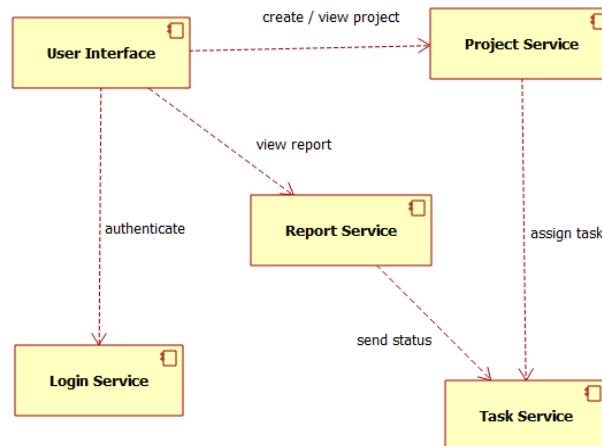 create / view project
User Interface
Project Service
view report
Report Service
authenticate
assign task
send status
Login Service
Task Service